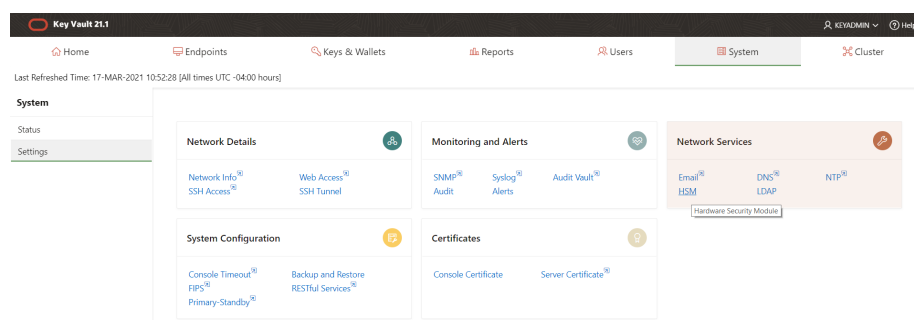 Key Vault 21.1
KEYADMIN
Help
Home
Endpoints
Keys & Wallets
Reports
Users
System
Cluster
Last Refreshed Time: 17-MAR-2021 10:52:28 [All times UTC -04:00 hours]
System
Status
Settings
Network Details
Network Info
Web Access
SSH Access
SSH Tunnel
Monitoring and Alerts
SNMP
Syslog
Audit Vault
Audit
Alerts
Network Services
Email
DNS
NTP
HSM
LDAP
Hardware Security Module
System Configuration
Console Timeout
Backup and Restore
FIPS
RESTful Services
Primary-Standby
Certificates
Console Certificate
Server Certificate